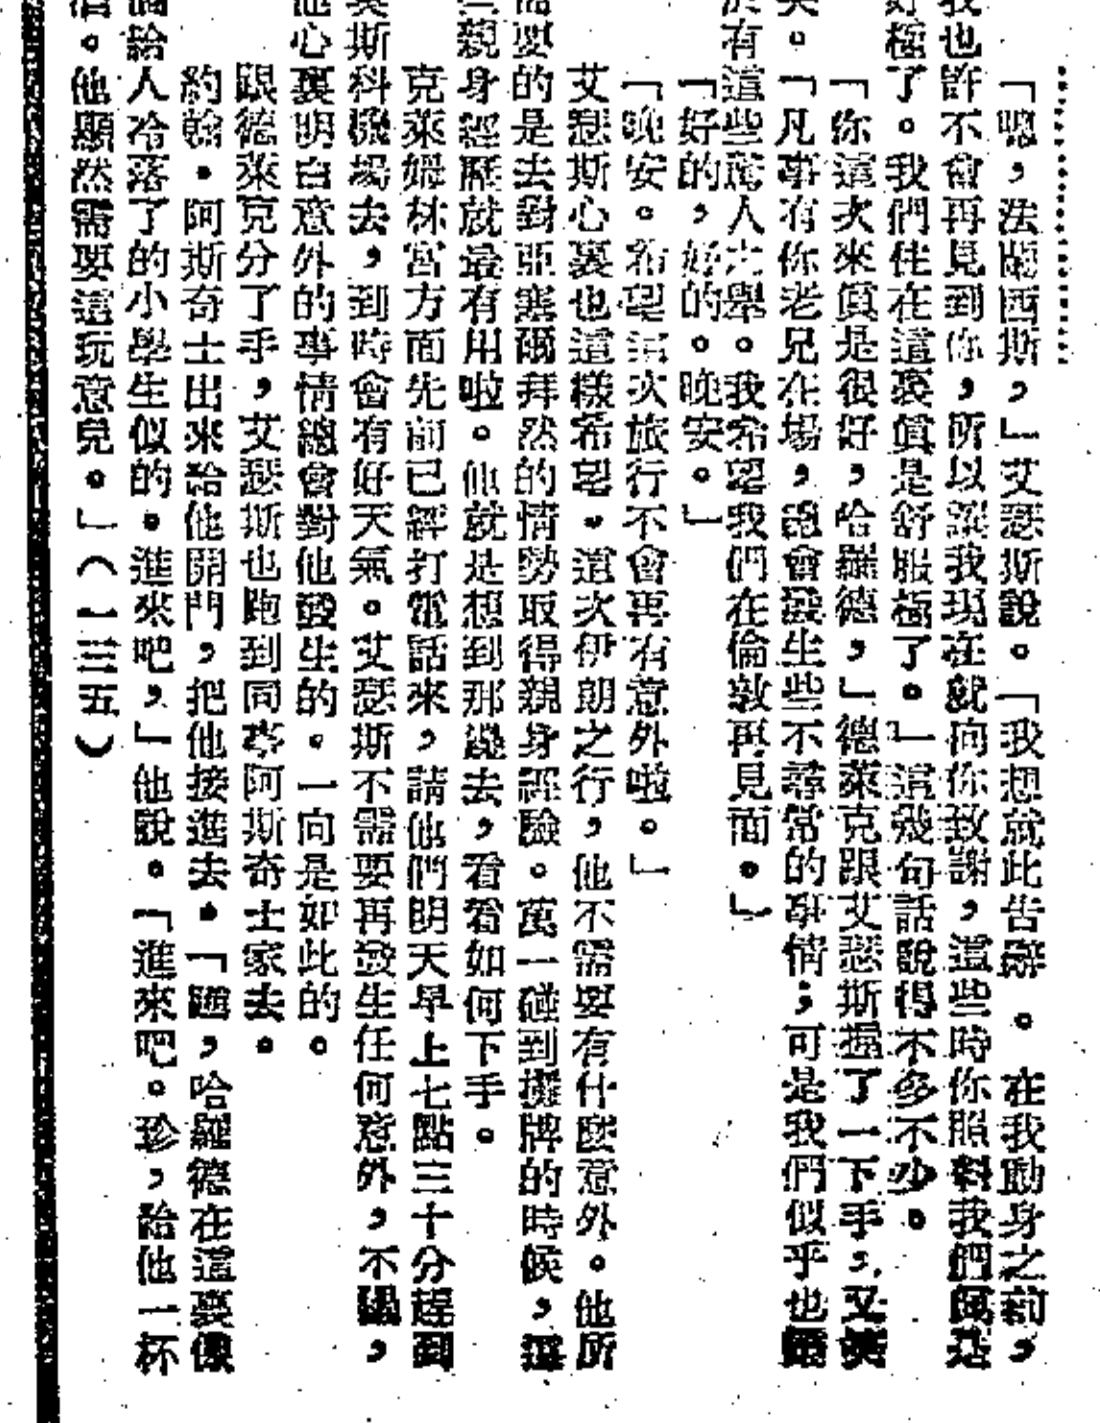 「嗯，法蘭西斯，」艾瑟斯說。「我想就此告辭。在我動身之前，
我也許不會再見到你，所以讓我現在就向你致謝，這些時你照料我們眞是
好極了。我們住在這裏眞是舒服極了。」這幾句話說得不多不少。
「你這次來眞是很好，哈羅德，」德萊克跟艾瑟斯握了一下手，又笑
笑。「凡事有你老兄在場，總會發生些不尋常的事情；可是我們似乎也
於有這些驚人之舉。我希望我們在倫敦再見面。」
「好的，好的。晚安。」
「晚安。希望這次旅行不會再有意外啦。」
艾瑟斯心裏也這樣希望。這次伊朗之行，他不需要有什麼意外。他所
需要的是去對亞塞爾拜然的情勢取得親身經驗。萬一碰到攤牌的時候，這
些親身經歷就最有用啦。他就是想到那邊去，看看如何下手。
克萊姆林宮方面先前已經打電話來，請他們明天早上七點三十分趕到
莫斯科機場去，到時會有好天氣。艾瑟斯不需要再發生任何意外，不過，
他心裏明白意外的事情總會對他發生的。一向是如此的。
跟德萊克分了手，艾瑟斯也跑到同事阿斯奇士家去。
約翰．阿斯奇士出來給他開門，把他接進去。「噢，哈羅德在這裏像
個給人冷落了的小學生似的。進來吧，」他說。「進來吧。珍，給他一杯
酒。他顯然需要這玩意兒。」（一三五）